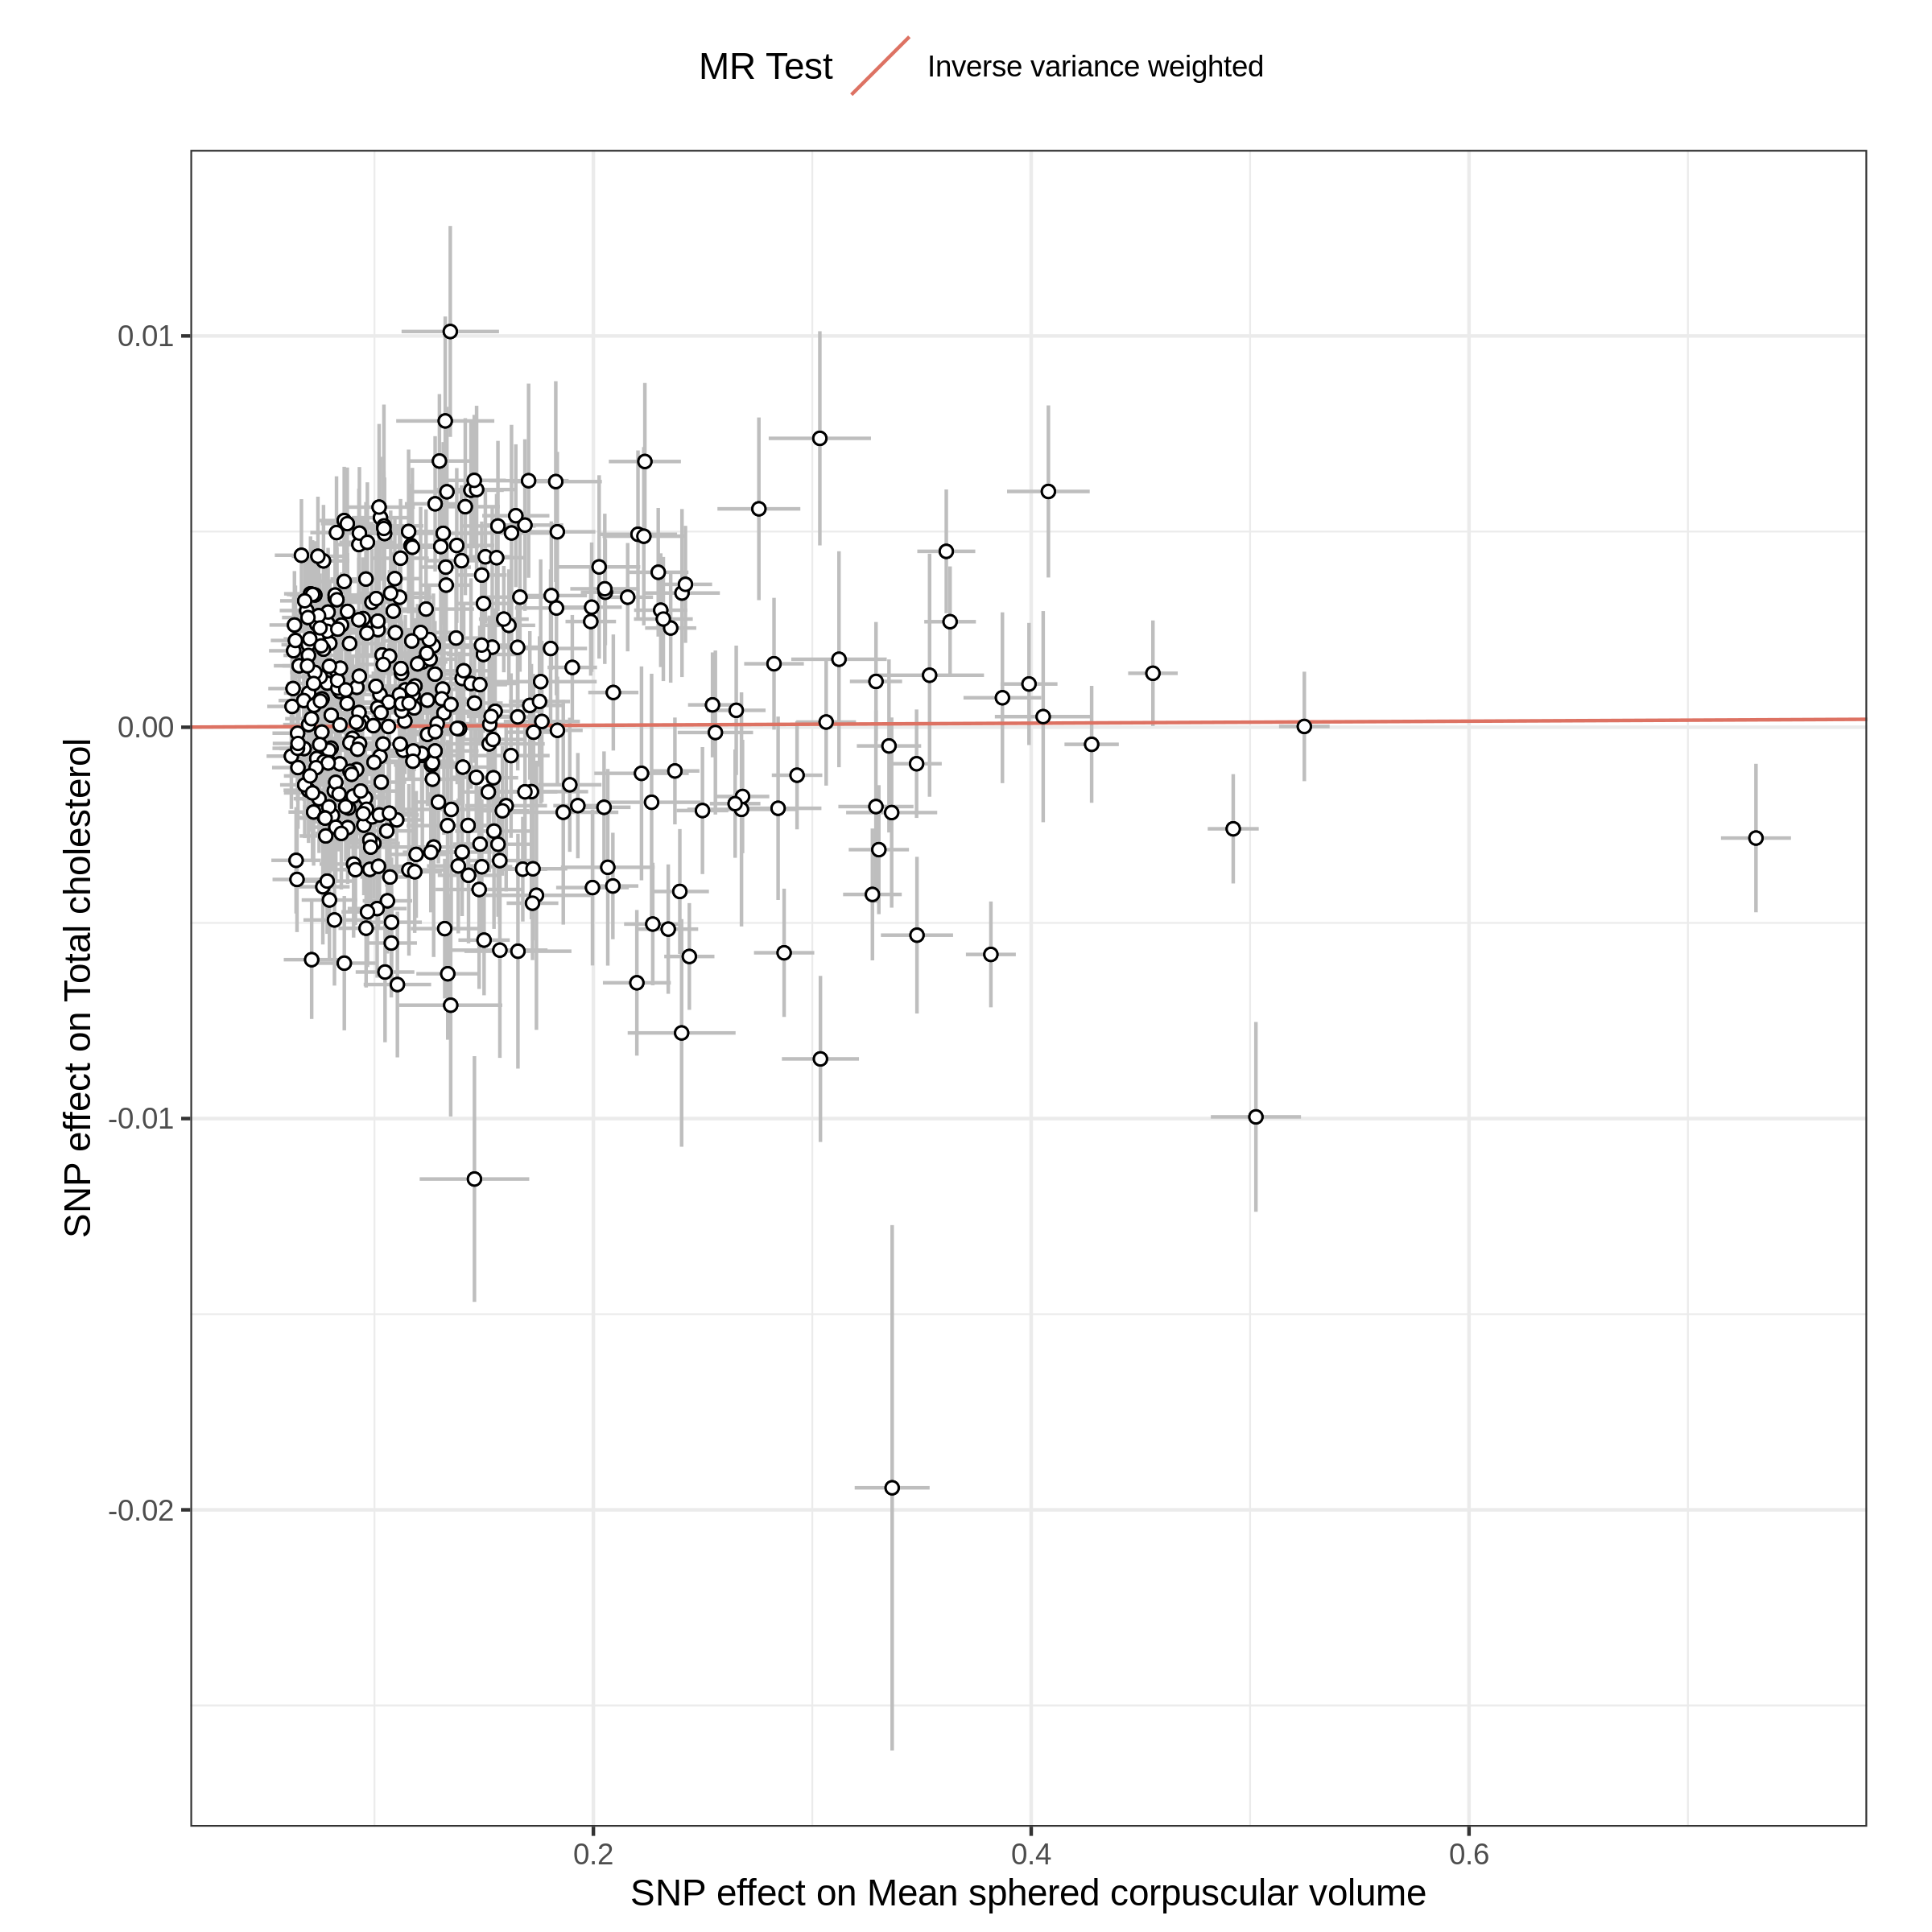 MR Test Inverse variance weighted
SNP effect on Total cholesterol
0.01
0.00
-0.01
-0.02
0.2 0.4 0.6
SNP effect on Mean sphered corpuscular volume